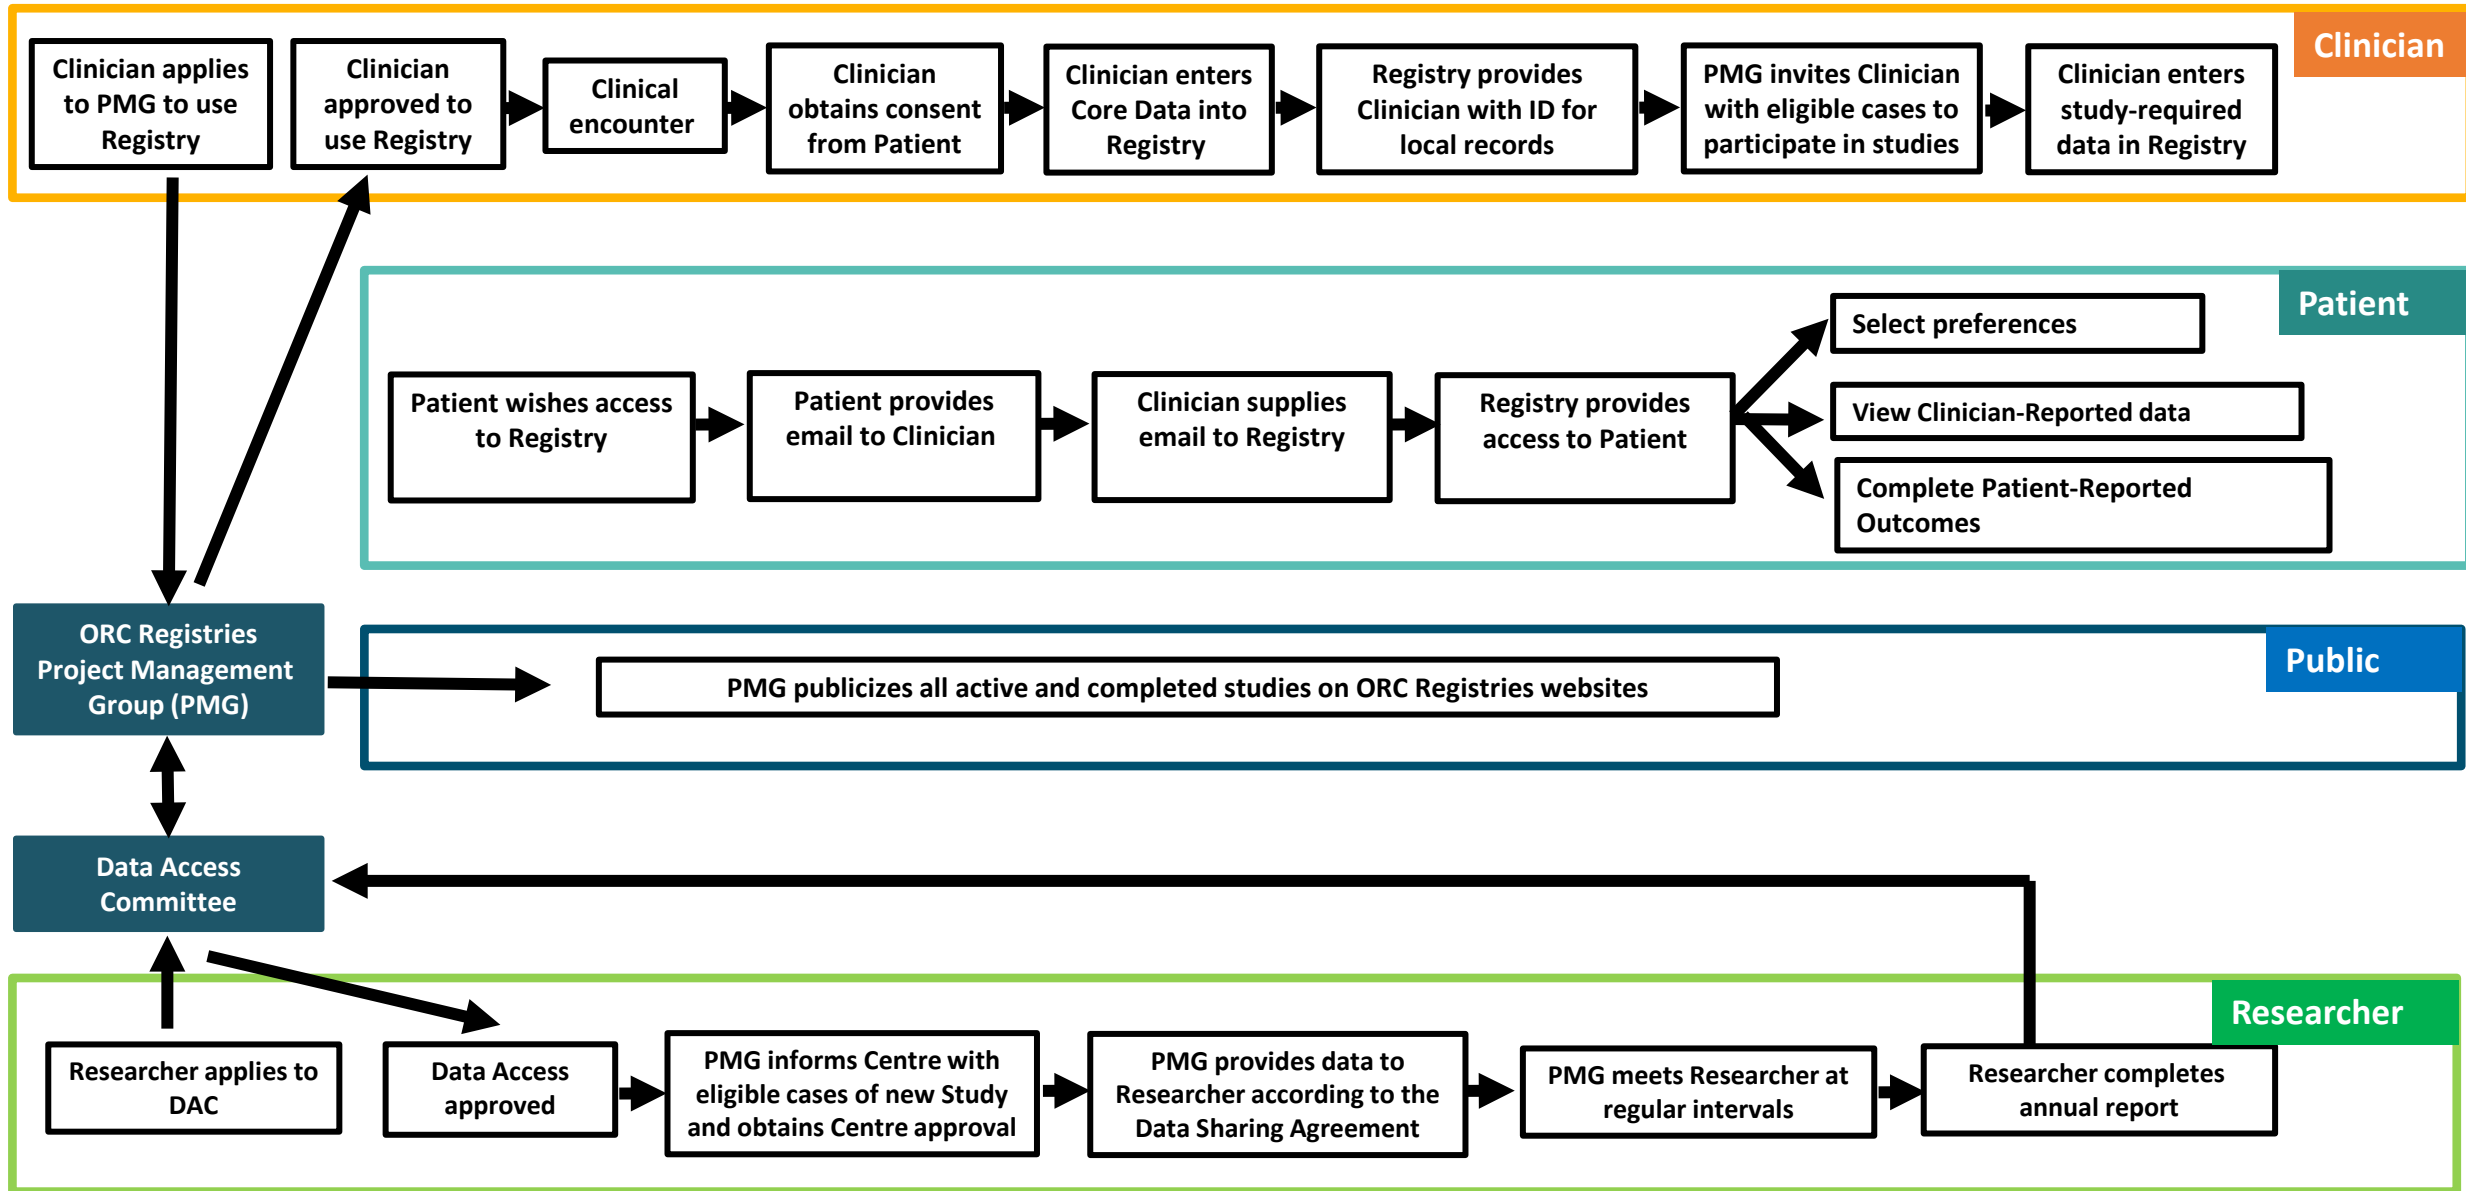 Clinician
Clinician applies
to PMG to use
Registry
Clinician
approved to
use Registry
Clinical
encounter
Clinician
obtains consent
from Patient
Clinician enters
Core Data into
Registry
Registry provides
Clinician with ID for
local records
PMG invites Clinician
with eligible cases to
participate in studies
Clinician enters
study-required
data in Registry
Patient
Patient wishes access
to Registry
Patient provides
email to Clinician
Clinician supplies
email to Registry
Registry provides
access to Patient
Select preferences
View Clinician-Reported data
Complete Patient-Reported
Outcomes
ORC Registries
Project Management
Group (PMG)
Public
PMG publicizes all active and completed studies on ORC Registries websites
Data Access
Committee
Researcher
Researcher applies to
DAC
Data Access
approved
PMG informs Centre with
eligible cases of new Study
and obtains Centre approval
PMG provides data to
Researcher according to the
Data Sharing Agreement
PMG meets Researcher at
regular intervals
Researcher completes
annual report